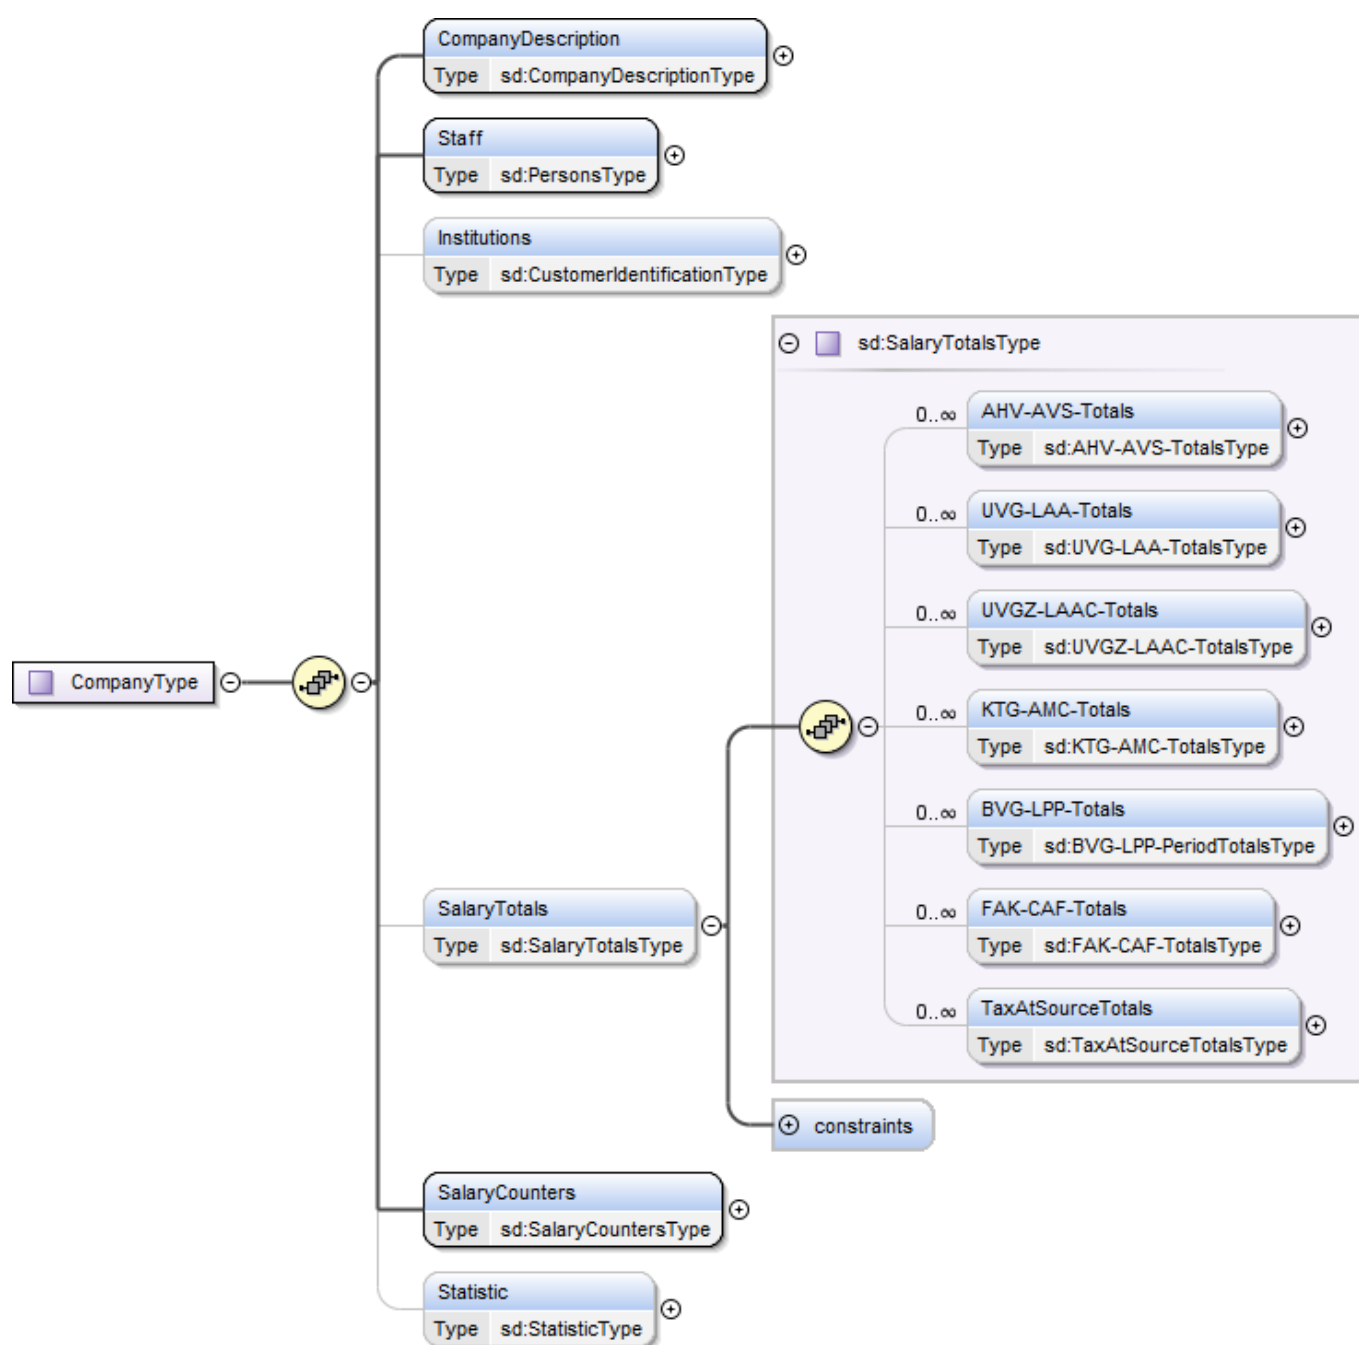 CompanyDescription
Type sd:CompanyDescriptionType
Staff
Type sd:PersonsType
Institutions
Type sd:CustomerIdentificationType
sd:SalaryTotalsType
0..∞ AHV-AVS-Totals
Type sd:AHV-AVS-TotalsType
0..∞ UVG-LAA-Totals
Type sd:UVG-LAA-TotalsType
0..∞ UVGZ-LAAC-Totals
Type sd:UVGZ-LAAC-TotalsType
CompanyType
0..∞ KTG-AMC-Totals
Type sd:KTG-AMC-TotalsType
0..∞ BVG-LPP-Totals
Type sd:BVG-LPP-PeriodTotalsType
SalaryTotals
Type sd:SalaryTotalsType
0..∞ FAK-CAF-Totals
Type sd:FAK-CAF-TotalsType
0..∞ TaxAtSourceTotals
Type sd:TaxAtSourceTotalsType
constraints
SalaryCounters
Type sd:SalaryCountersType
Statistic
Type sd:StatisticType